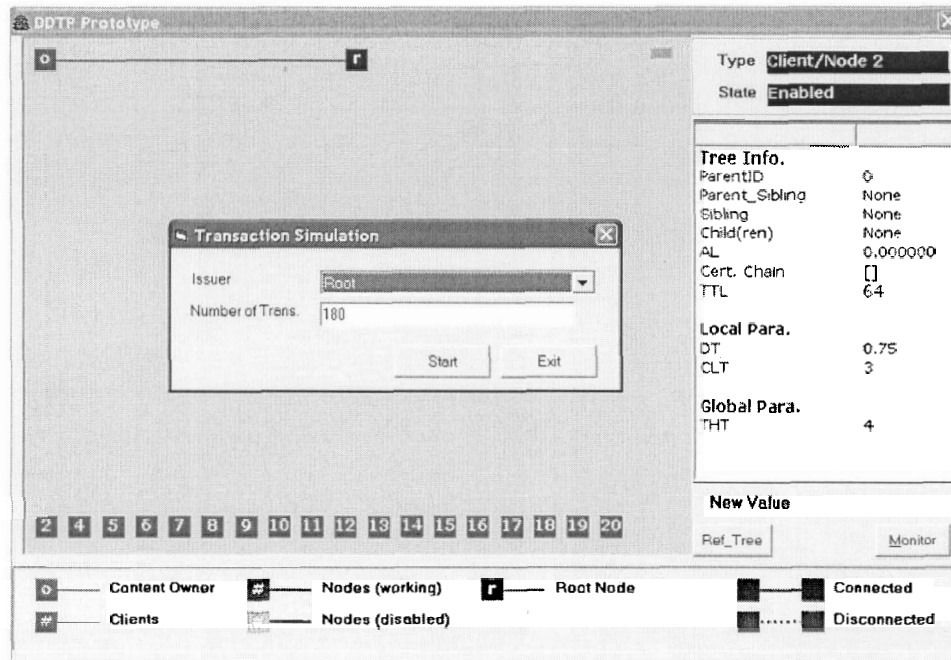 DDTP Prototype
o r
Type Client/Node 2
State Enabled
Tree Info.
ParentID 0
Parent_Sibling None
Sibling None
Child(ren) None
AL 0.000000
Cert. Chain []
TTL 64
Local Para.
DT 0.75
CLT 3
Global Para.
THT 4
Transaction Simulation
Issuer Root
Number of Trans. 180
Start Exit
2 4 5 6 7 8 9 10 11 12 13 14 15 16 17 18 19 20
New Value
Ref_Tree Monitor
o Content Owner # Nodes (working) r Root Node Connected
# Clients Nodes (disabled) Disconnected